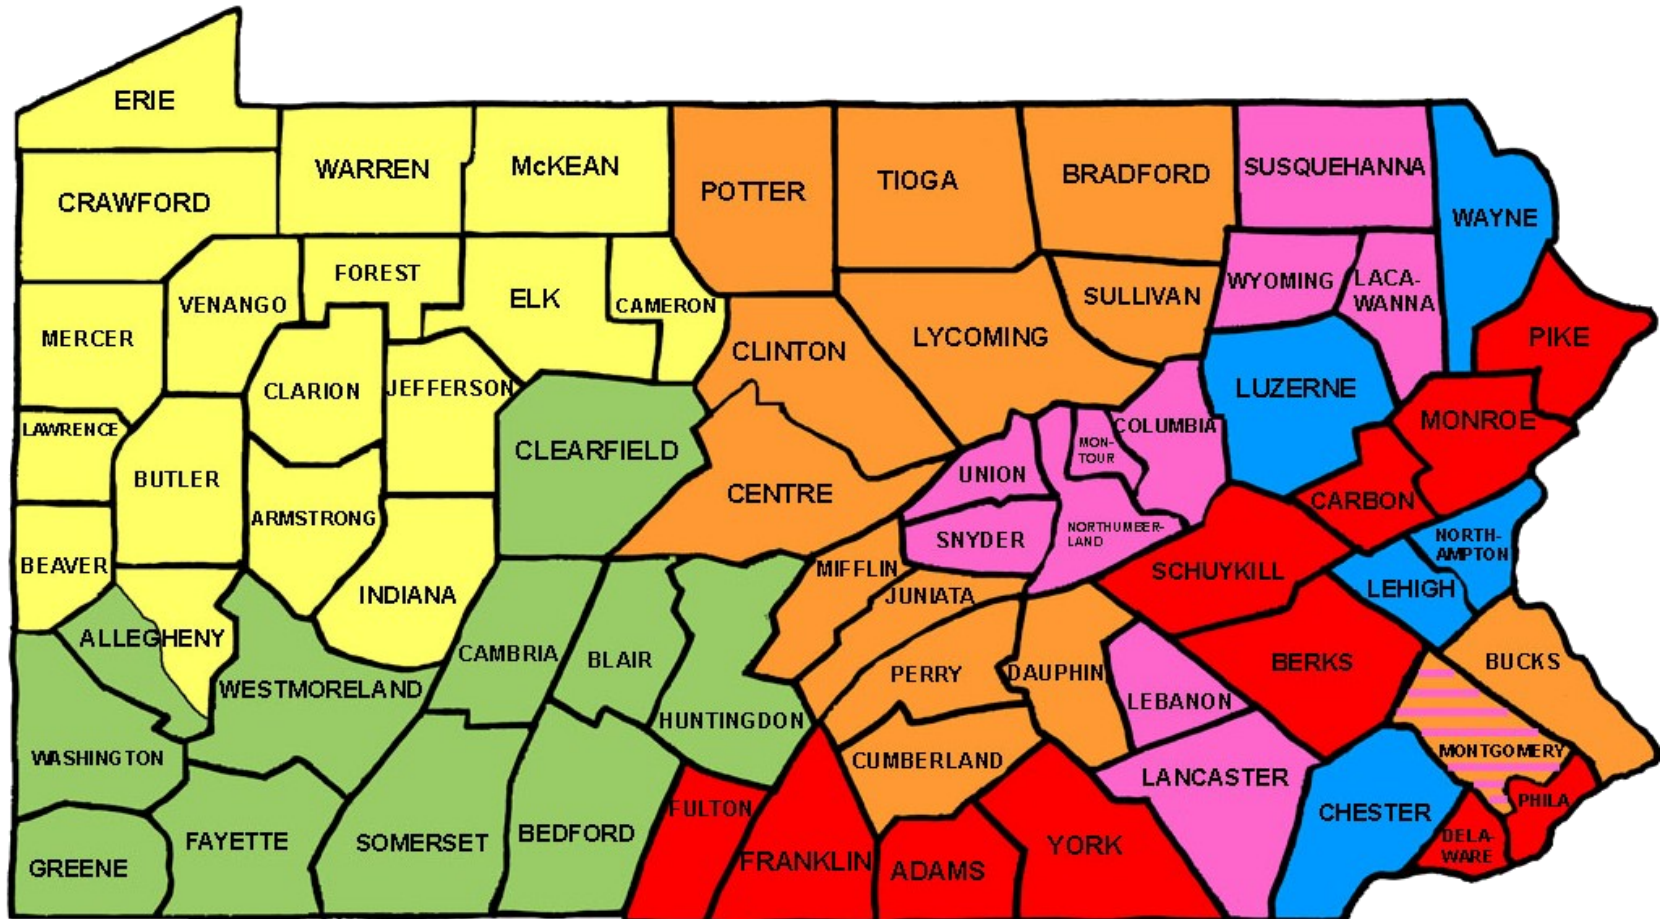 ERIE
WARREN
McKEAN
CRAWFORD
POTTER
TIOGA
BRADFORD
SUSQUEHANNA
WAYNE
VENANGO
FOREST
ELK
CAMERON
SULLIVAN
WYOMING
LACA-
WANNA
MERCER
CLINTON
LYCOMING
PIKE
CLARION
JEFFERSON
LUZERNE
LAWRENCE
BUTLER
CLEARFIELD
CENTRE
UNION
MON-
TOUR
COLUMBIA
MONROE
ARMSTRONG
CARBON
BEAVER
SNYDER
NORTHUMBER-
LAND
NORTH-
AMPTON
INDIANA
MIFFLIN
JUNIATA
SCHUYKILL
LEHIGH
ALLEGHENY
CAMBRIA
BLAIR
PERRY
DAUPHIN
BERKS
BUCKS
WESTMORELAND
HUNTINGDON
LEBANON
WASHINGTON
CUMBERLAND
LANCASTER
MONTGOMERY
FULTON
CHESTER
PHILA
GREENE
FAYETTE
SOMERSET
BEDFORD
FRANKLIN
ADAMS
YORK
DELA-
WARE